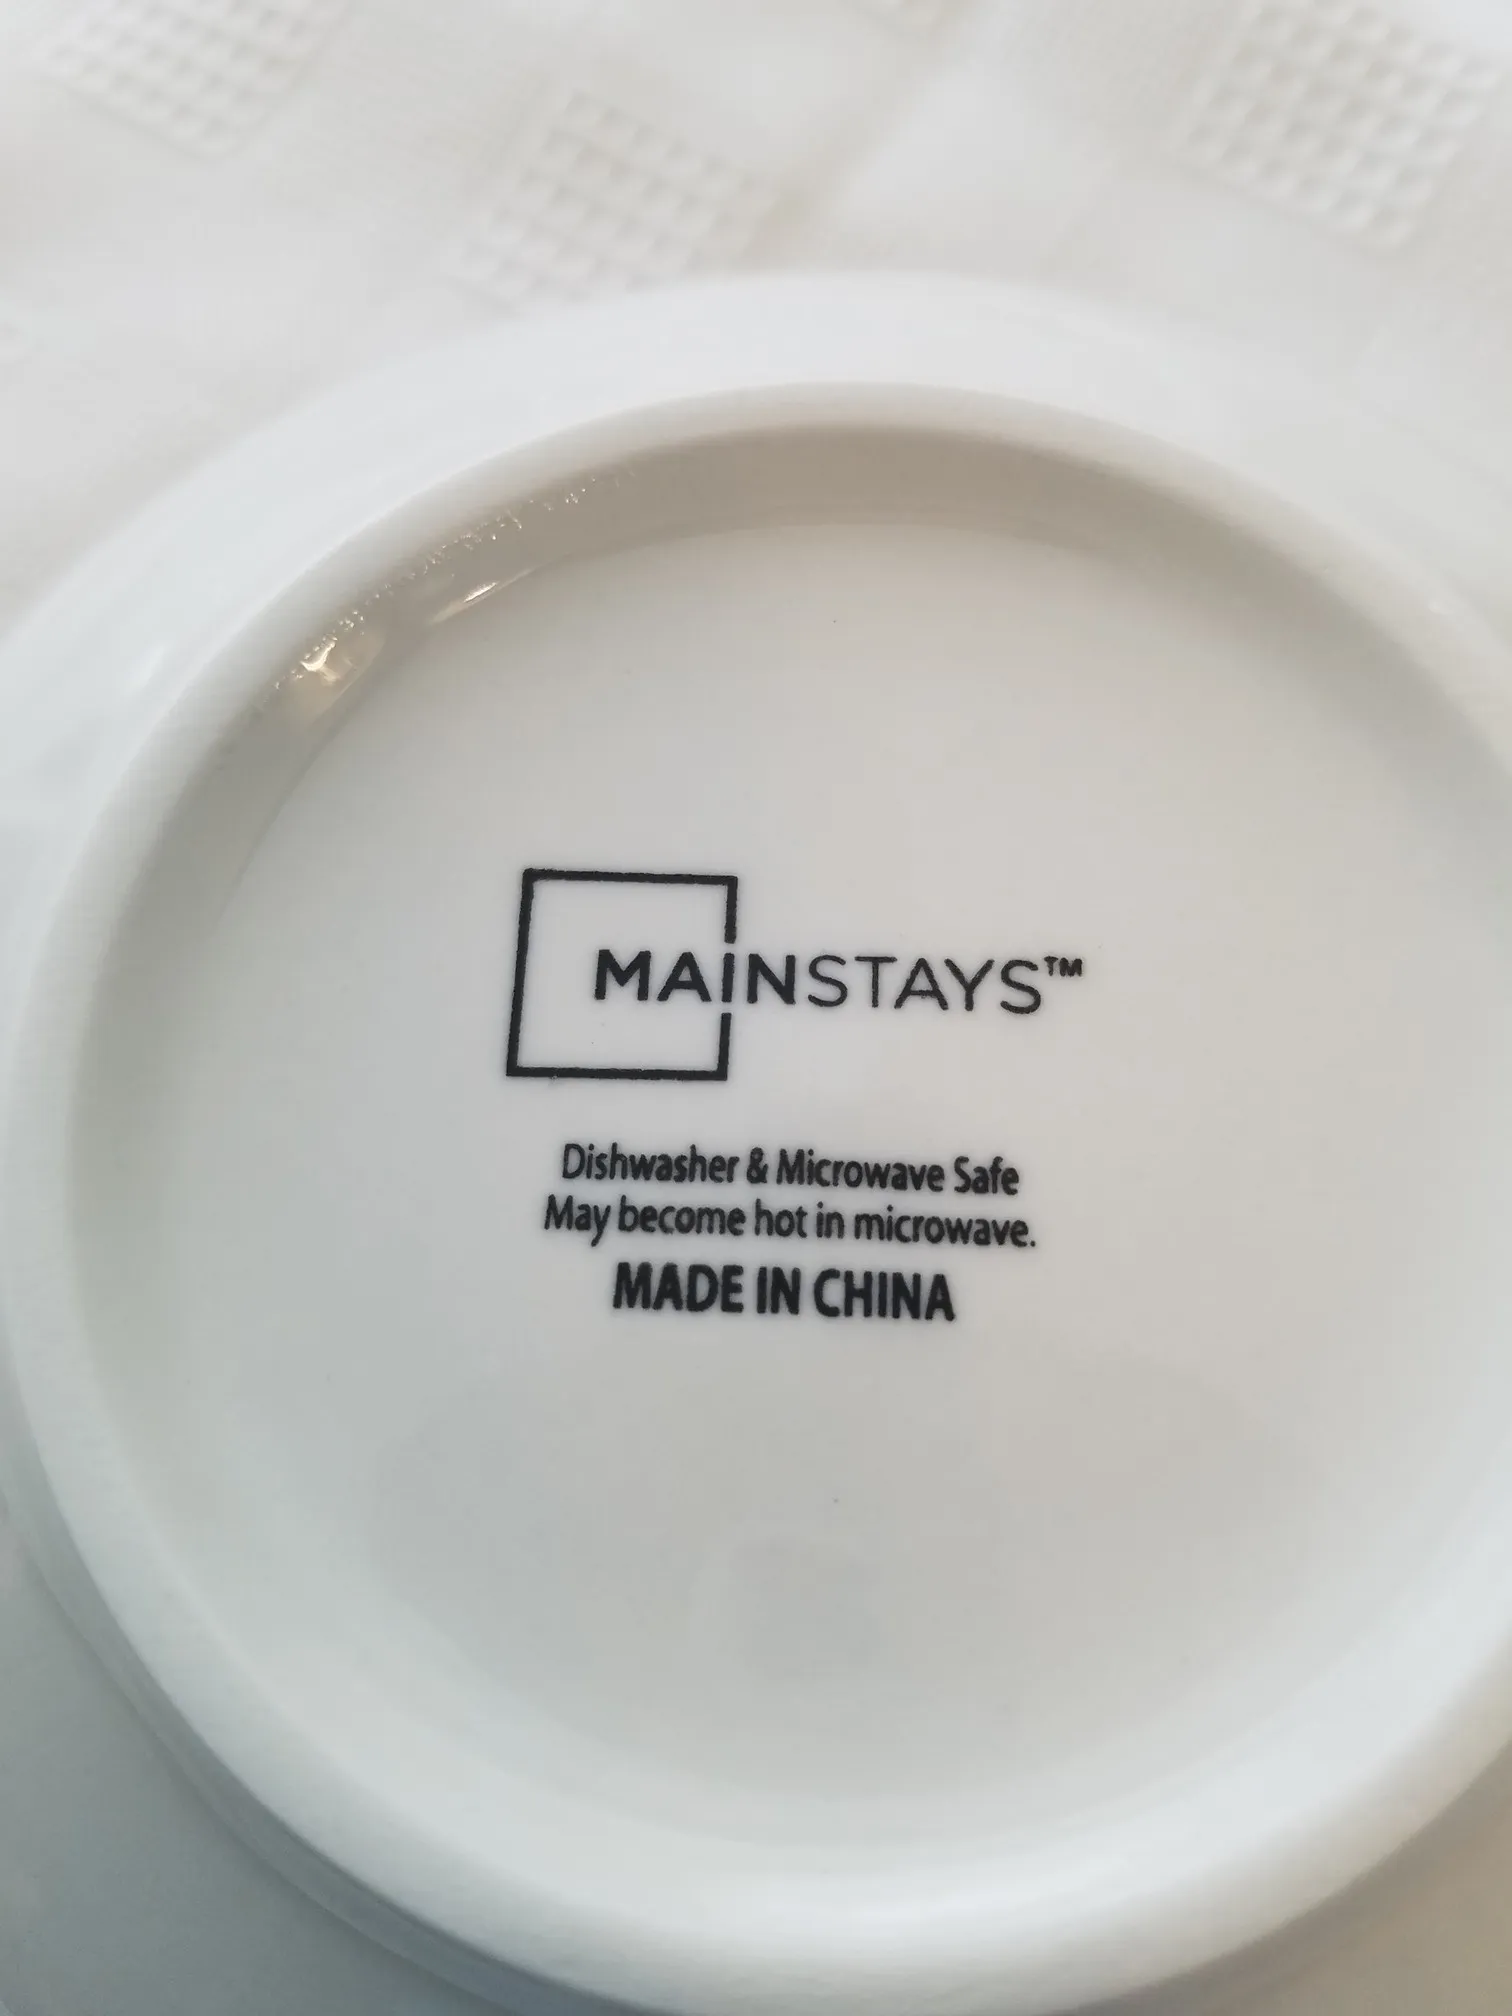 MAINSTAYS™
Dishwasher & Microwave Safe
May become hot in microwave.
MADE IN CHINA